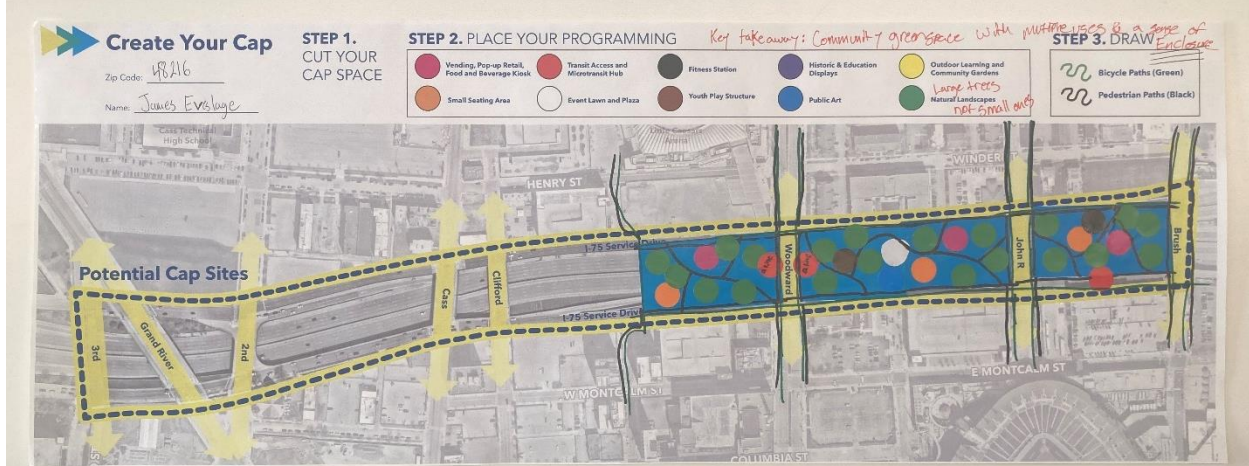 Create Your Cap
Zip Code: 48216
Name: James Evslage
STEP 1.
CUT YOUR
CAP SPACE
STEP 2. PLACE YOUR PROGRAMMING
Key takeaway: Community greenspace with multiple uses & a sense of
Enclosure
Vending, Pop-up Retail,
Food and Beverage Kiosk
Transit Access and
Microtransit Hub
Fitness Station
Historic & Education
Displays
Outdoor Learning and
Community Gardens
Small Seating Area
Event Lawn and Plaza
Youth Play Structure
Public Art
Large trees
Natural Landscapes
not small ones
STEP 3. DRAW
Bicycle Paths (Green)
Pedestrian Paths (Black)
Cass Technical
High School
Little Caesars
Arena
HENRY ST
WINDER ST
I-75 Service Drive
Potential Cap Sites
3rd
Grand River
2nd
Cass
Clifford
Woodward
John R
Brush
I-75 Service Drive
W MONTCALM ST
E MONTCALM ST
COLUMBIA ST